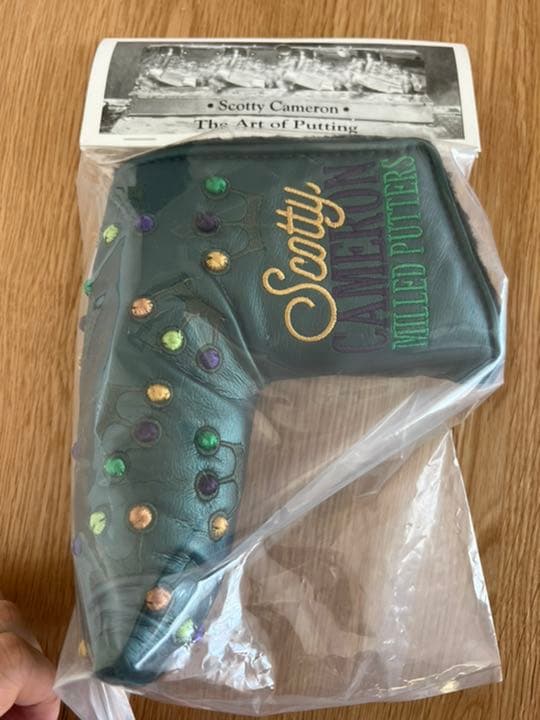 • Scotty Cameron •
The Art of Putting
Scotty
CAMERON
MILLED PUTTERS